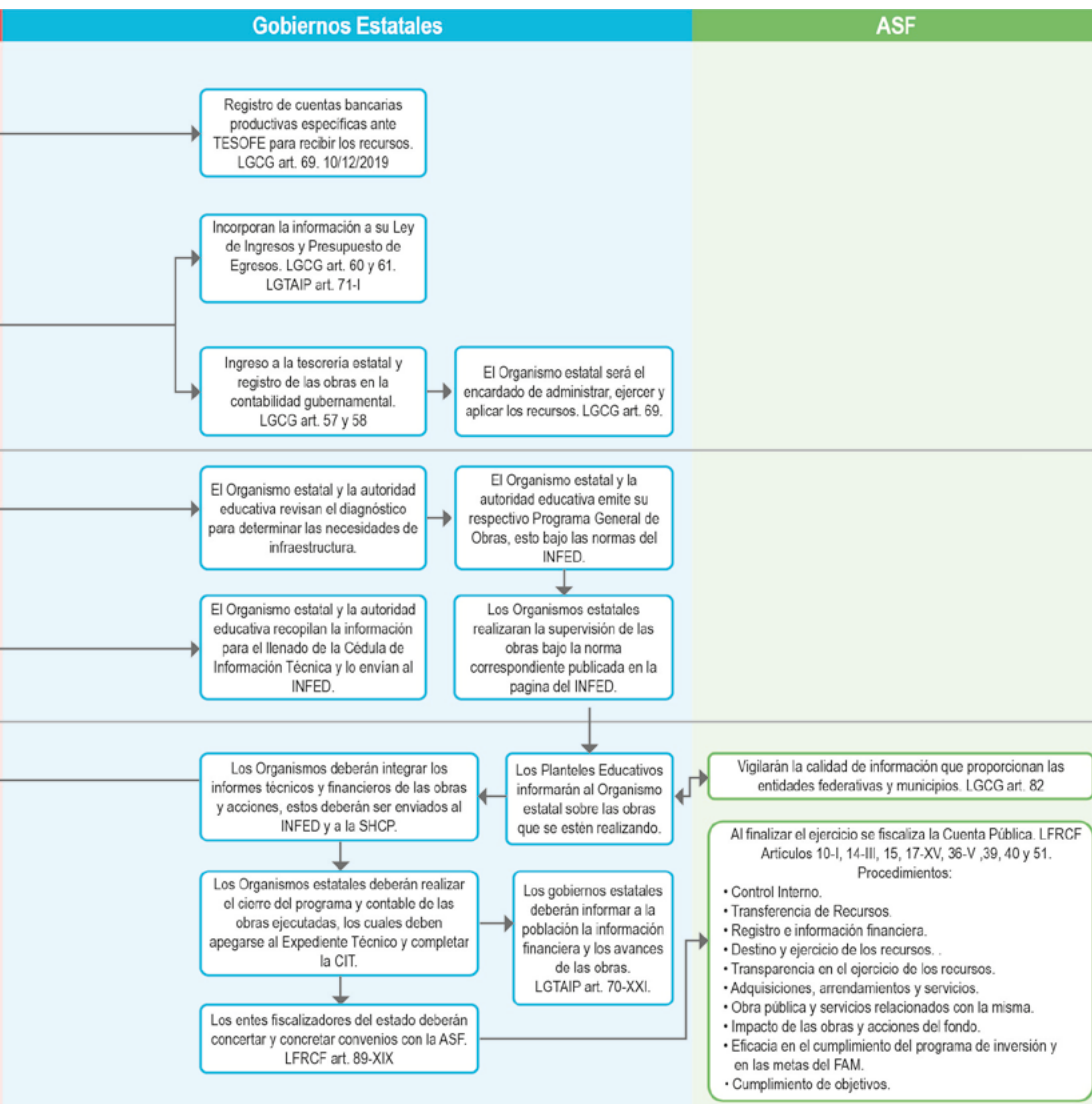 Gobiernos Estatales
ASF
Registro de cuentas bancarias
productivas específicas ante
TESOFE para recibir los recursos.
LGCG art. 69. 10/12/2019
Incorporan la información a su Ley
de Ingresos y Presupuesto de
Egresos. LGCG art. 60 y 61.
LGTAIP art. 71-I
Ingreso a la tesorería estatal y
registro de las obras en la
contabilidad gubernamental.
LGCG art. 57 y 58
El Organismo estatal será el
encardado de administrar, ejercer y
aplicar los recursos. LGCG art. 69.
El Organismo estatal y la autoridad
educativa revisan el diagnóstico
para determinar las necesidades de
infraestructura.
El Organismo estatal y la
autoridad educativa emite su
respectivo Programa General de
Obras, esto bajo las normas del
INFED.
El Organismo estatal y la autoridad
educativa recopilan la información
para el llenado de la Cédula de
Información Técnica y lo envían al
INFED.
Los Organismos estatales
realizaran la supervisión de las
obras bajo la norma
correspondiente publicada en la
pagina del INFED.
Los Organismos deberán integrar los
informes técnicos y financieros de las obras
y acciones, estos deberán ser enviados al
INFED y a la SHCP.
Los Planteles Educativos
informarán al Organismo
estatal sobre las obras
que se estén realizando.
Vigilarán la calidad de información que proporcionan las
entidades federativas y municipios. LGCG art. 82
Los Organismos estatales deberán realizar
el cierre del programa y contable de las
obras ejecutadas, los cuales deben
apegarse al Expediente Técnico y completar
la CIT.
Los gobiernos estatales
deberán informar a la
población la información
financiera y los avances
de las obras.
LGTAIP art. 70-XXI.
Los entes fiscalizadores del estado deberán
concertar y concretar convenios con la ASF.
LFRCF art. 89-XIX
Al finalizar el ejercicio se fiscaliza la Cuenta Pública. LFRCF
Artículos 10-I, 14-III, 15, 17-XV, 36-V ,39, 40 y 51.
Procedimientos:
• Control Interno.
• Transferencia de Recursos.
• Registro e información financiera.
• Destino y ejercicio de los recursos. .
• Transparencia en el ejercicio de los recursos.
• Adquisiciones, arrendamientos y servicios.
• Obra pública y servicios relacionados con la misma.
• Impacto de las obras y acciones del fondo.
• Eficacia en el cumplimiento del programa de inversión y
en las metas del FAM.
• Cumplimiento de objetivos.